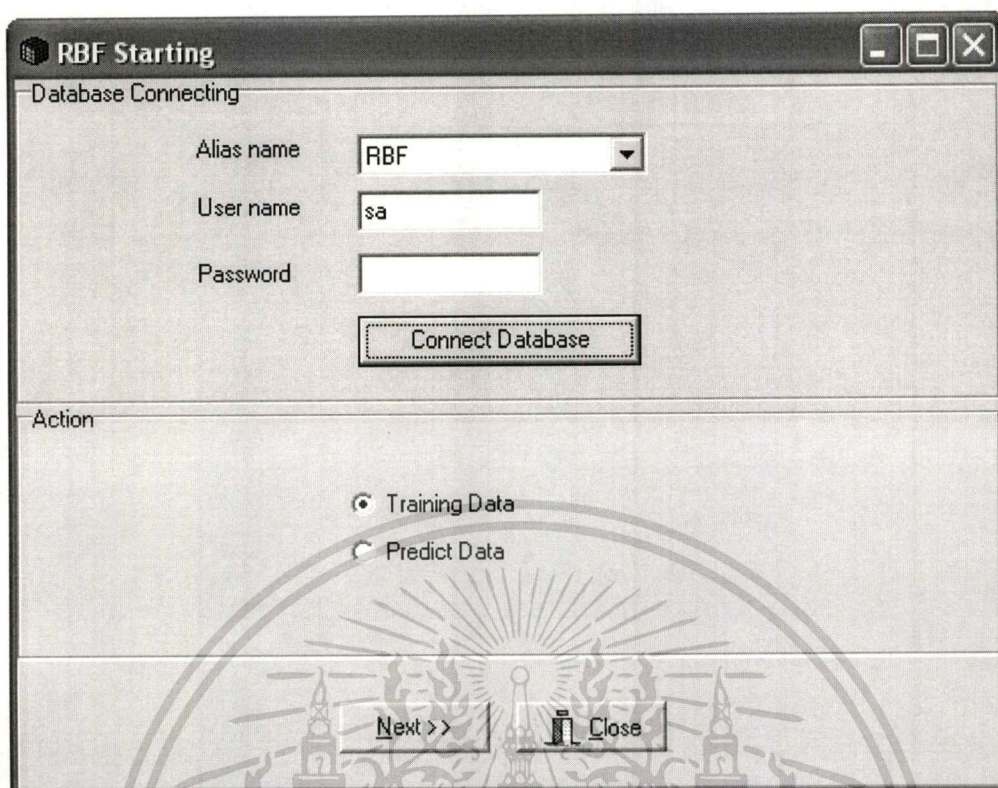 RBF Starting
Database Connecting
Alias name
RBF
User name
sa
Password
Connect Database
Action
Training Data
Predict Data
Next >>
Close